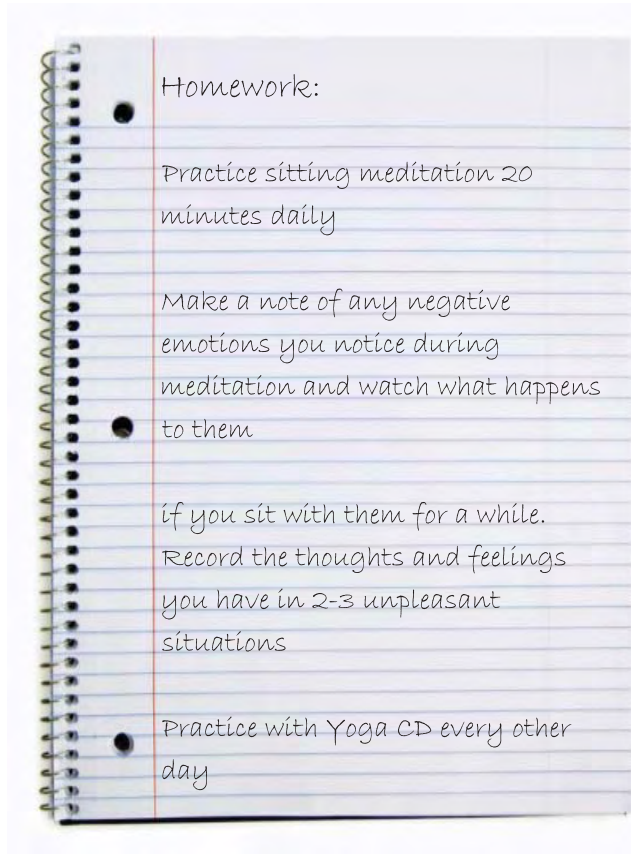 Homework:
Practice sitting meditation 20
minutes daily
Make a note of any negative
emotions you notice during
meditation and watch what happens
to them
if you sit with them for a while.
Record the thoughts and feelings
you have in 2-3 unpleasant
situations
Practice with Yoga CD every other
day